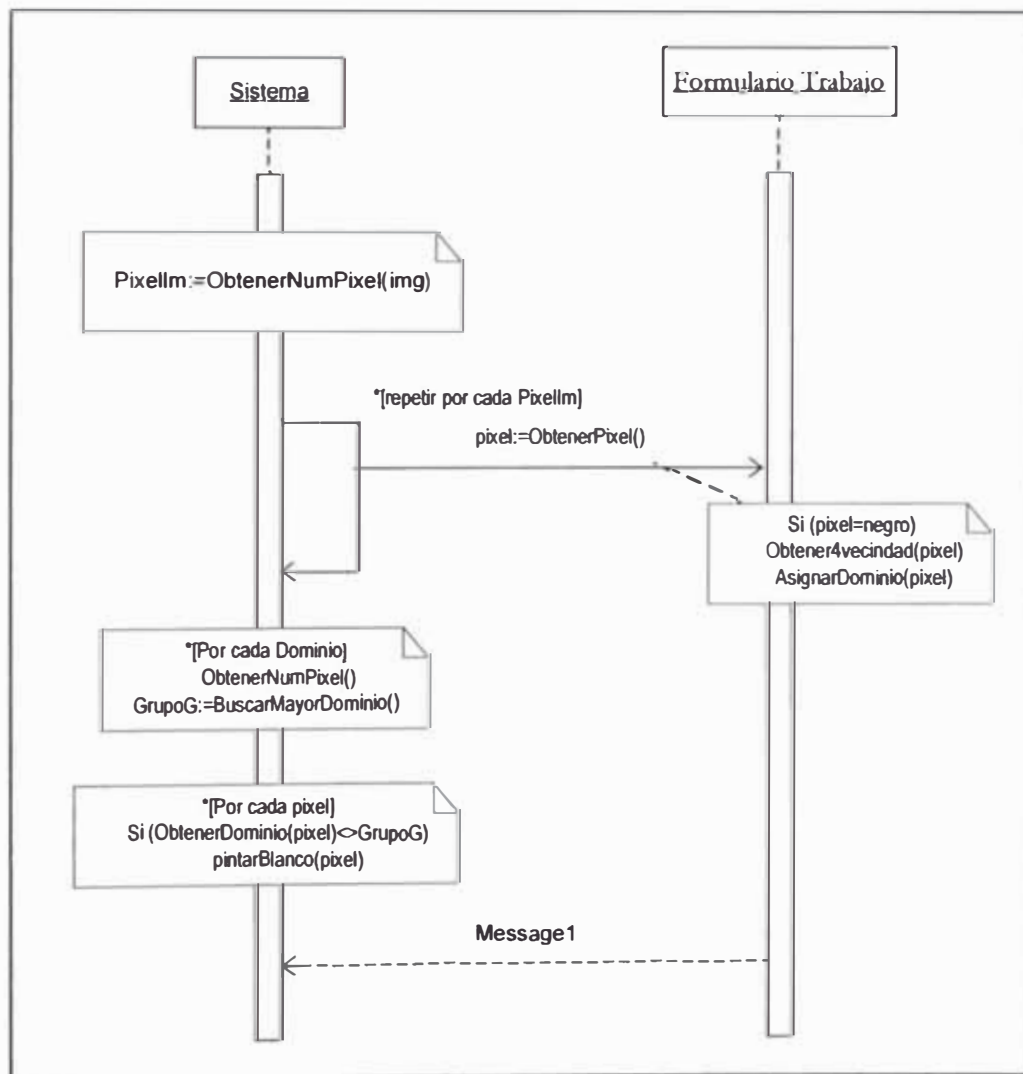 Sistema
Formulario Trabajo
PixelIm:=ObtenerNumPixel(img)
*[repetir por cada PixelIm]
pixel:=ObtenerPixel()
Si (pixel=negro)
Obtener4vecindad(pixel)
AsignarDominio(pixel)
*[Por cada Dominio]
ObtenerNumPixel()
GrupoG:=BuscarMayorDominio()
*[Por cada pixel]
Si (ObtenerDominio(pixel)<>GrupoG)
pintarBlanco(pixel)
Message1